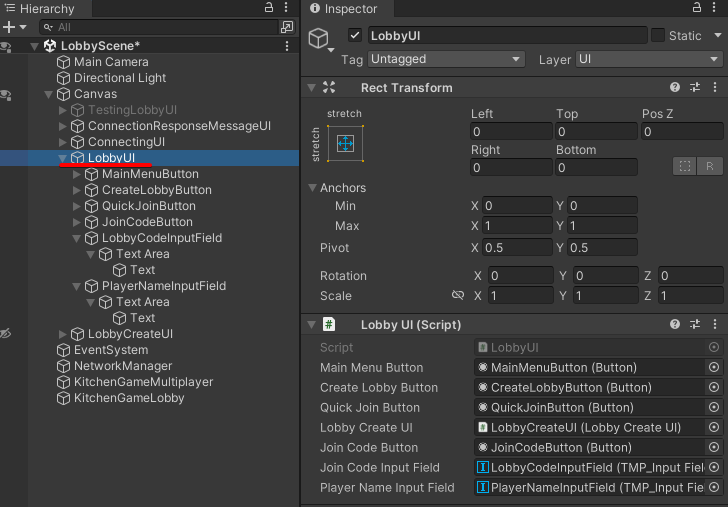 Hierarchy
All
LobbyScene*
Main Camera
Directional Light
Canvas
TestingLobbyUI
ConnectionResponseMessageUI
ConnectingUI
LobbyUI
MainMenuButton
CreateLobbyButton
QuickJoinButton
JoinCodeButton
LobbyCodeInputField
Text Area
Text
PlayerNameInputField
Text Area
Text
LobbyCreateUI
EventSystem
NetworkManager
KitchenGameMultiplayer
KitchenGameLobby
Inspector
LobbyUI Static
Tag Untagged Layer UI
Rect Transform
stretch Left Top Pos Z
stretch 0 0 0
Right Bottom
0 0 R
Anchors
Min X 0 Y 0
Max X 1 Y 1
Pivot X 0.5 Y 0.5
Rotation X 0 Y 0 Z 0
Scale X 1 Y 1 Z 1
# Lobby UI (Script)
Script # LobbyUI
Main Menu Button MainMenuButton (Button)
Create Lobby Button CreateLobbyButton (Button)
Quick Join Button QuickJoinButton (Button)
Lobby Create UI # LobbyCreateUI (Lobby Create UI)
Join Code Button JoinCodeButton (Button)
Join Code Input Field LobbyCodeInputField (TMP_Input Fiel
Player Name Input Field PlayerNameInputField (TMP_Input Fie